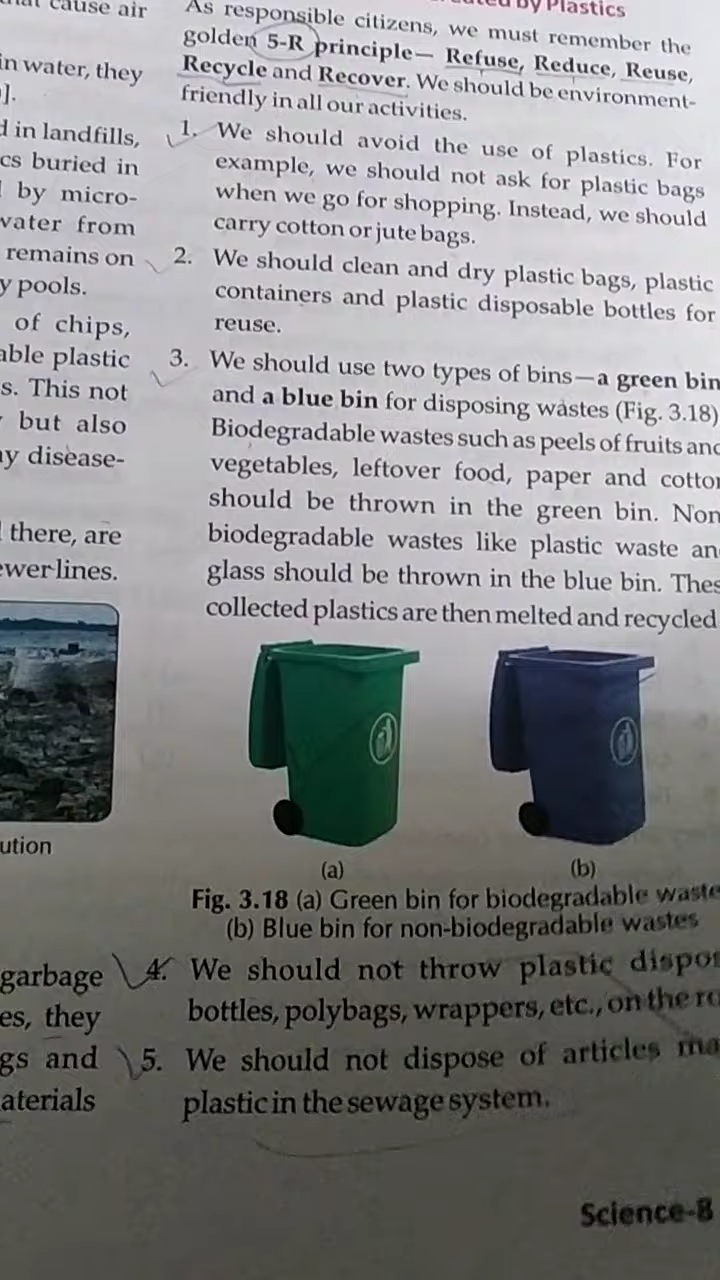 that cause air
in water, they
].
d in landfills,
cs buried in
by micro-
water from
remains on
y pools.
of chips,
able plastic
s. This not
but also
ny disease-
there, are
ewer lines.
ution
garbage
es, they
gs and
aterials
by Plastics
As responsible citizens, we must remember the
golden 5-R principle— Refuse, Reduce, Reuse,
Recycle and Recover. We should be environment-
friendly in all our activities.
1. We should avoid the use of plastics. For
example, we should not ask for plastic bags
when we go for shopping. Instead, we should
carry cotton or jute bags.
2. We should clean and dry plastic bags, plastic
containers and plastic disposable bottles for
reuse.
3. We should use two types of bins—a green bin
and a blue bin for disposing wastes (Fig. 3.18)
Biodegradable wastes such as peels of fruits and
vegetables, leftover food, paper and cotton
should be thrown in the green bin. Non
biodegradable wastes like plastic waste an
glass should be thrown in the blue bin. Thes
collected plastics are then melted and recycled
(a) (b)
Fig. 3.18 (a) Green bin for biodegradable waste
(b) Blue bin for non-biodegradable wastes
4. We should not throw plastic dispos
bottles, polybags, wrappers, etc., on the ro
5. We should not dispose of articles ma
plastic in the sewage system.
Science-8